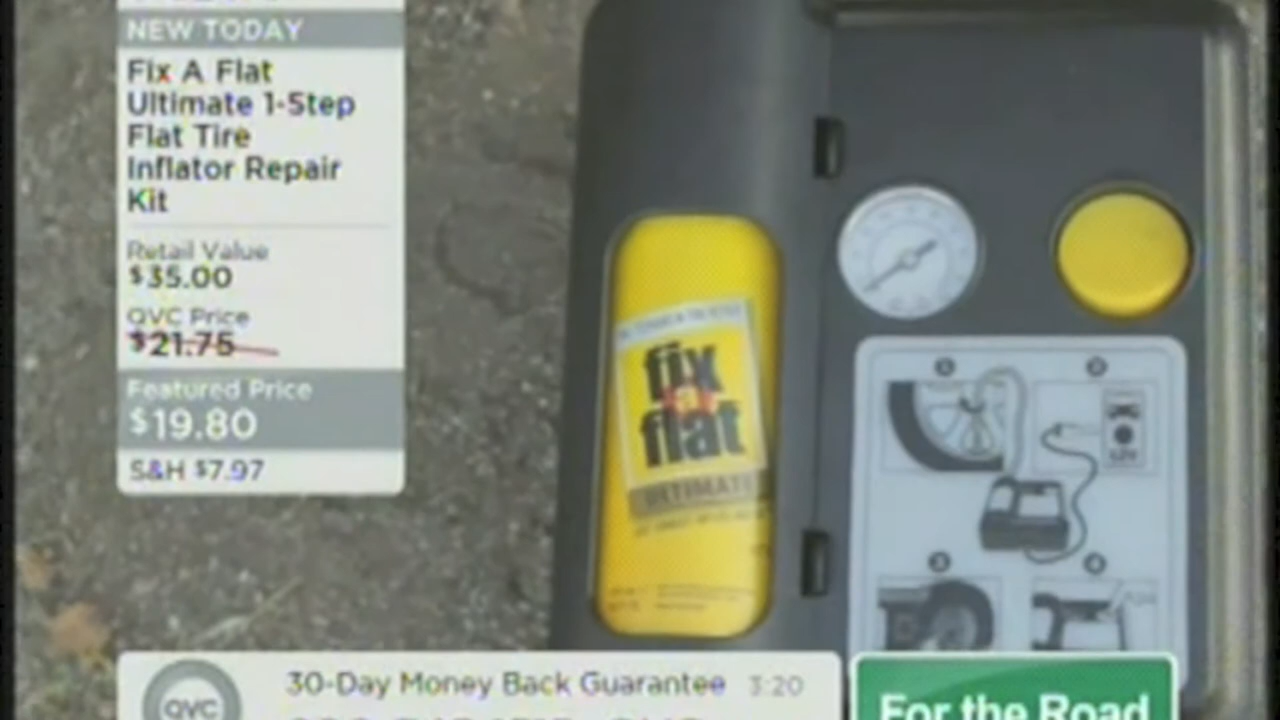 NEW TODAY
Fix A Flat
Ultimate 1-Step
Flat Tire
Inflator Repair
Kit
Retail Value
$35.00
QVC Price
$21.75
Featured Price
$19.80
S&H $7.97
fix
a
flat
ULTIMATE
QVC
30-Day Money Back Guarantee 3:20
For the Road